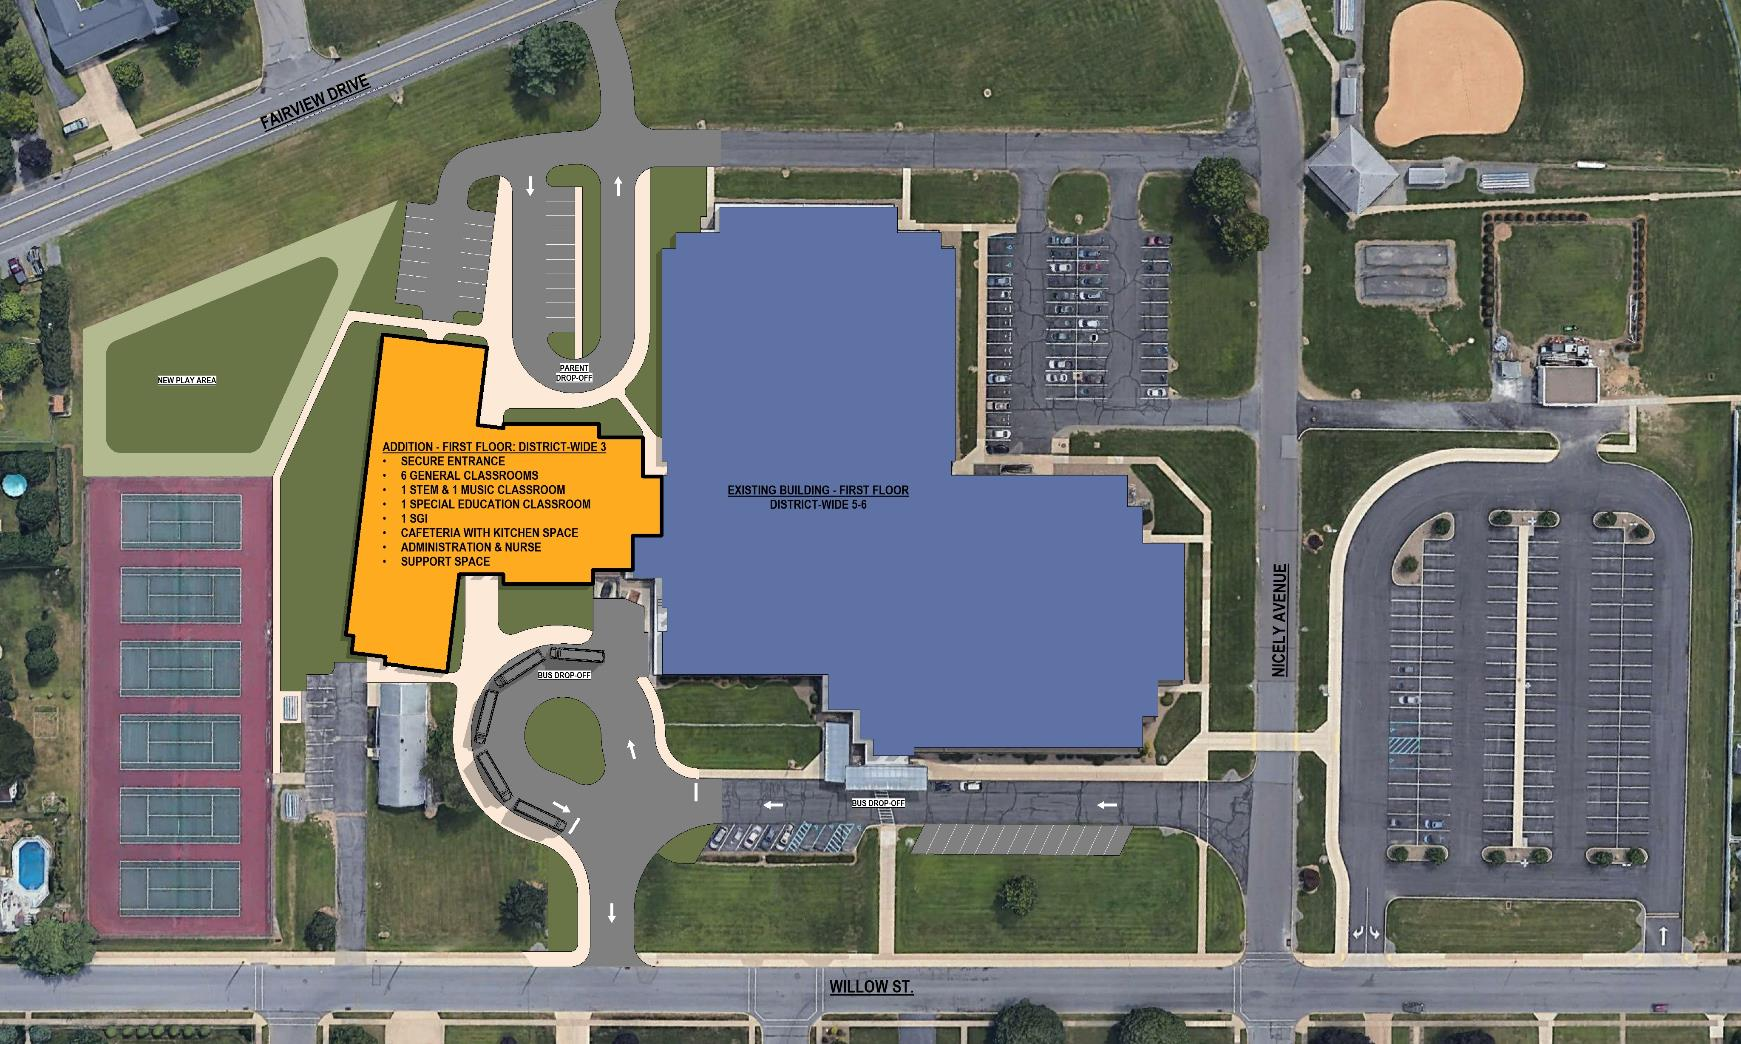 FAIRVIEW DRIVE
NEW PLAY AREA
PARENT
DROP-OFF
ADDITION - FIRST FLOOR: DISTRICT-WIDE 3
• SECURE ENTRANCE
• 6 GENERAL CLASSROOMS
• 1 STEM & 1 MUSIC CLASSROOM
• 1 SPECIAL EDUCATION CLASSROOM
• 1 SGI
• CAFETERIA WITH KITCHEN SPACE
• ADMINISTRATION & NURSE
• SUPPORT SPACE
EXISTING BUILDING - FIRST FLOOR
DISTRICT-WIDE 5-6
NICELY AVENUE
BUS DROP-OFF
BUS DROP-OFF
WILLOW ST.